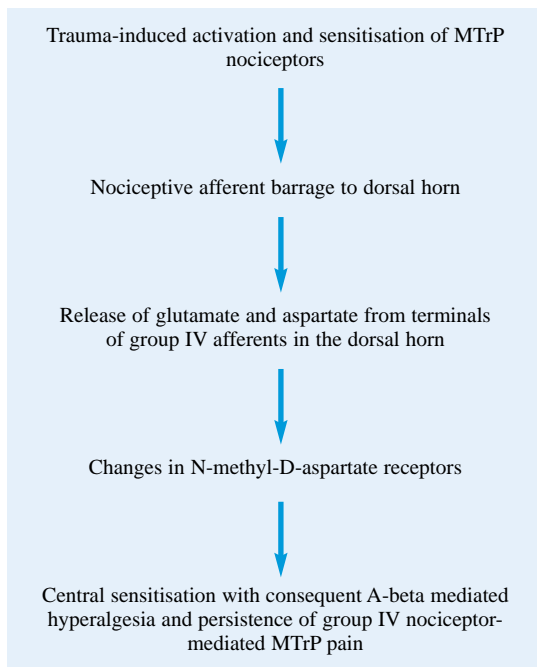 Trauma-induced activation and sensitisation of MTrP
nociceptors
Nociceptive afferent barrage to dorsal horn
Release of glutamate and aspartate from terminals
of group IV afferents in the dorsal horn
Changes in N-methyl-D-aspartate receptors
Central sensitisation with consequent A-beta mediated
hyperalgesia and persistence of group IV nociceptor-
mediated MTrP pain